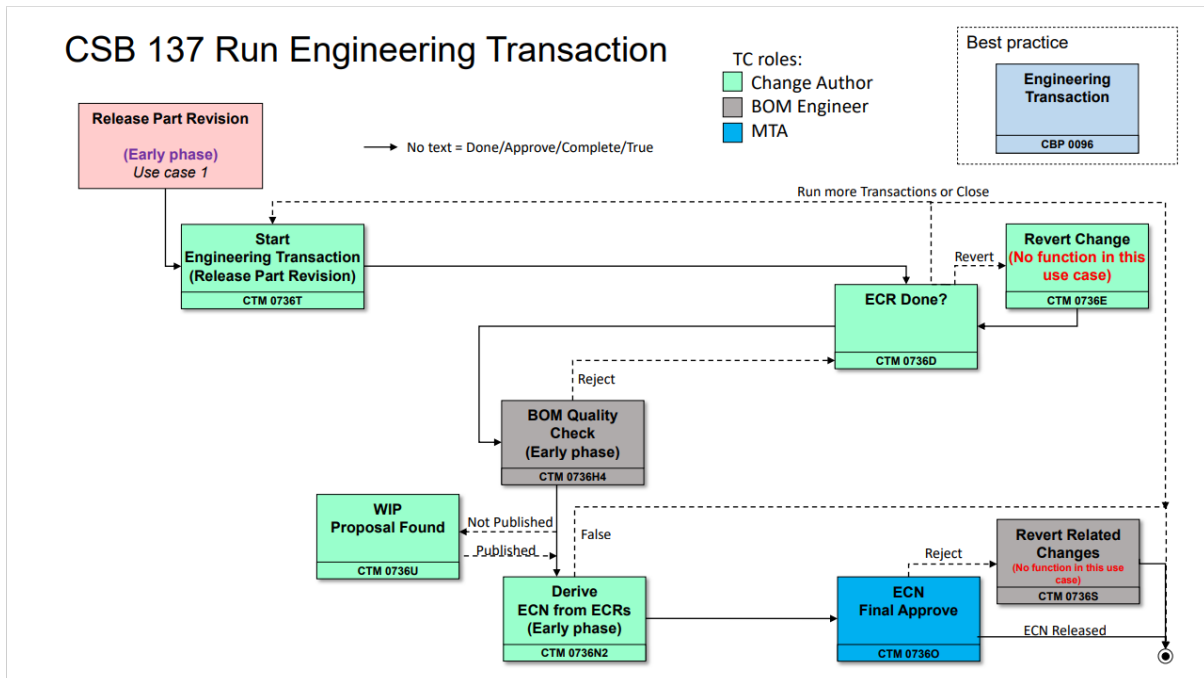 CSB 137 Run Engineering Transaction
TC roles:
Change Author
BOM Engineer
MTA
Best practice
Engineering
Transaction
CBP 0096
Release Part Revision
(Early phase)
Use case 1
No text = Done/Approve/Complete/True
Run more Transactions or Close
Start
Engineering Transaction
(Release Part Revision)
CTM 0736T
Revert
Revert Change
(No function in this
use case)
CTM 0736E
ECR Done?
CTM 0736D
Reject
BOM Quality
Check
(Early phase)
CTM 0736H4
WIP
Proposal Found
CTM 0736U
Not Published
Published
False
Derive
ECN from ECRs
(Early phase)
CTM 0736N2
ECN
Final Approve
CTM 0736O
Reject
Revert Related
Changes
(No function in this use
case)
CTM 0736S
ECN Released